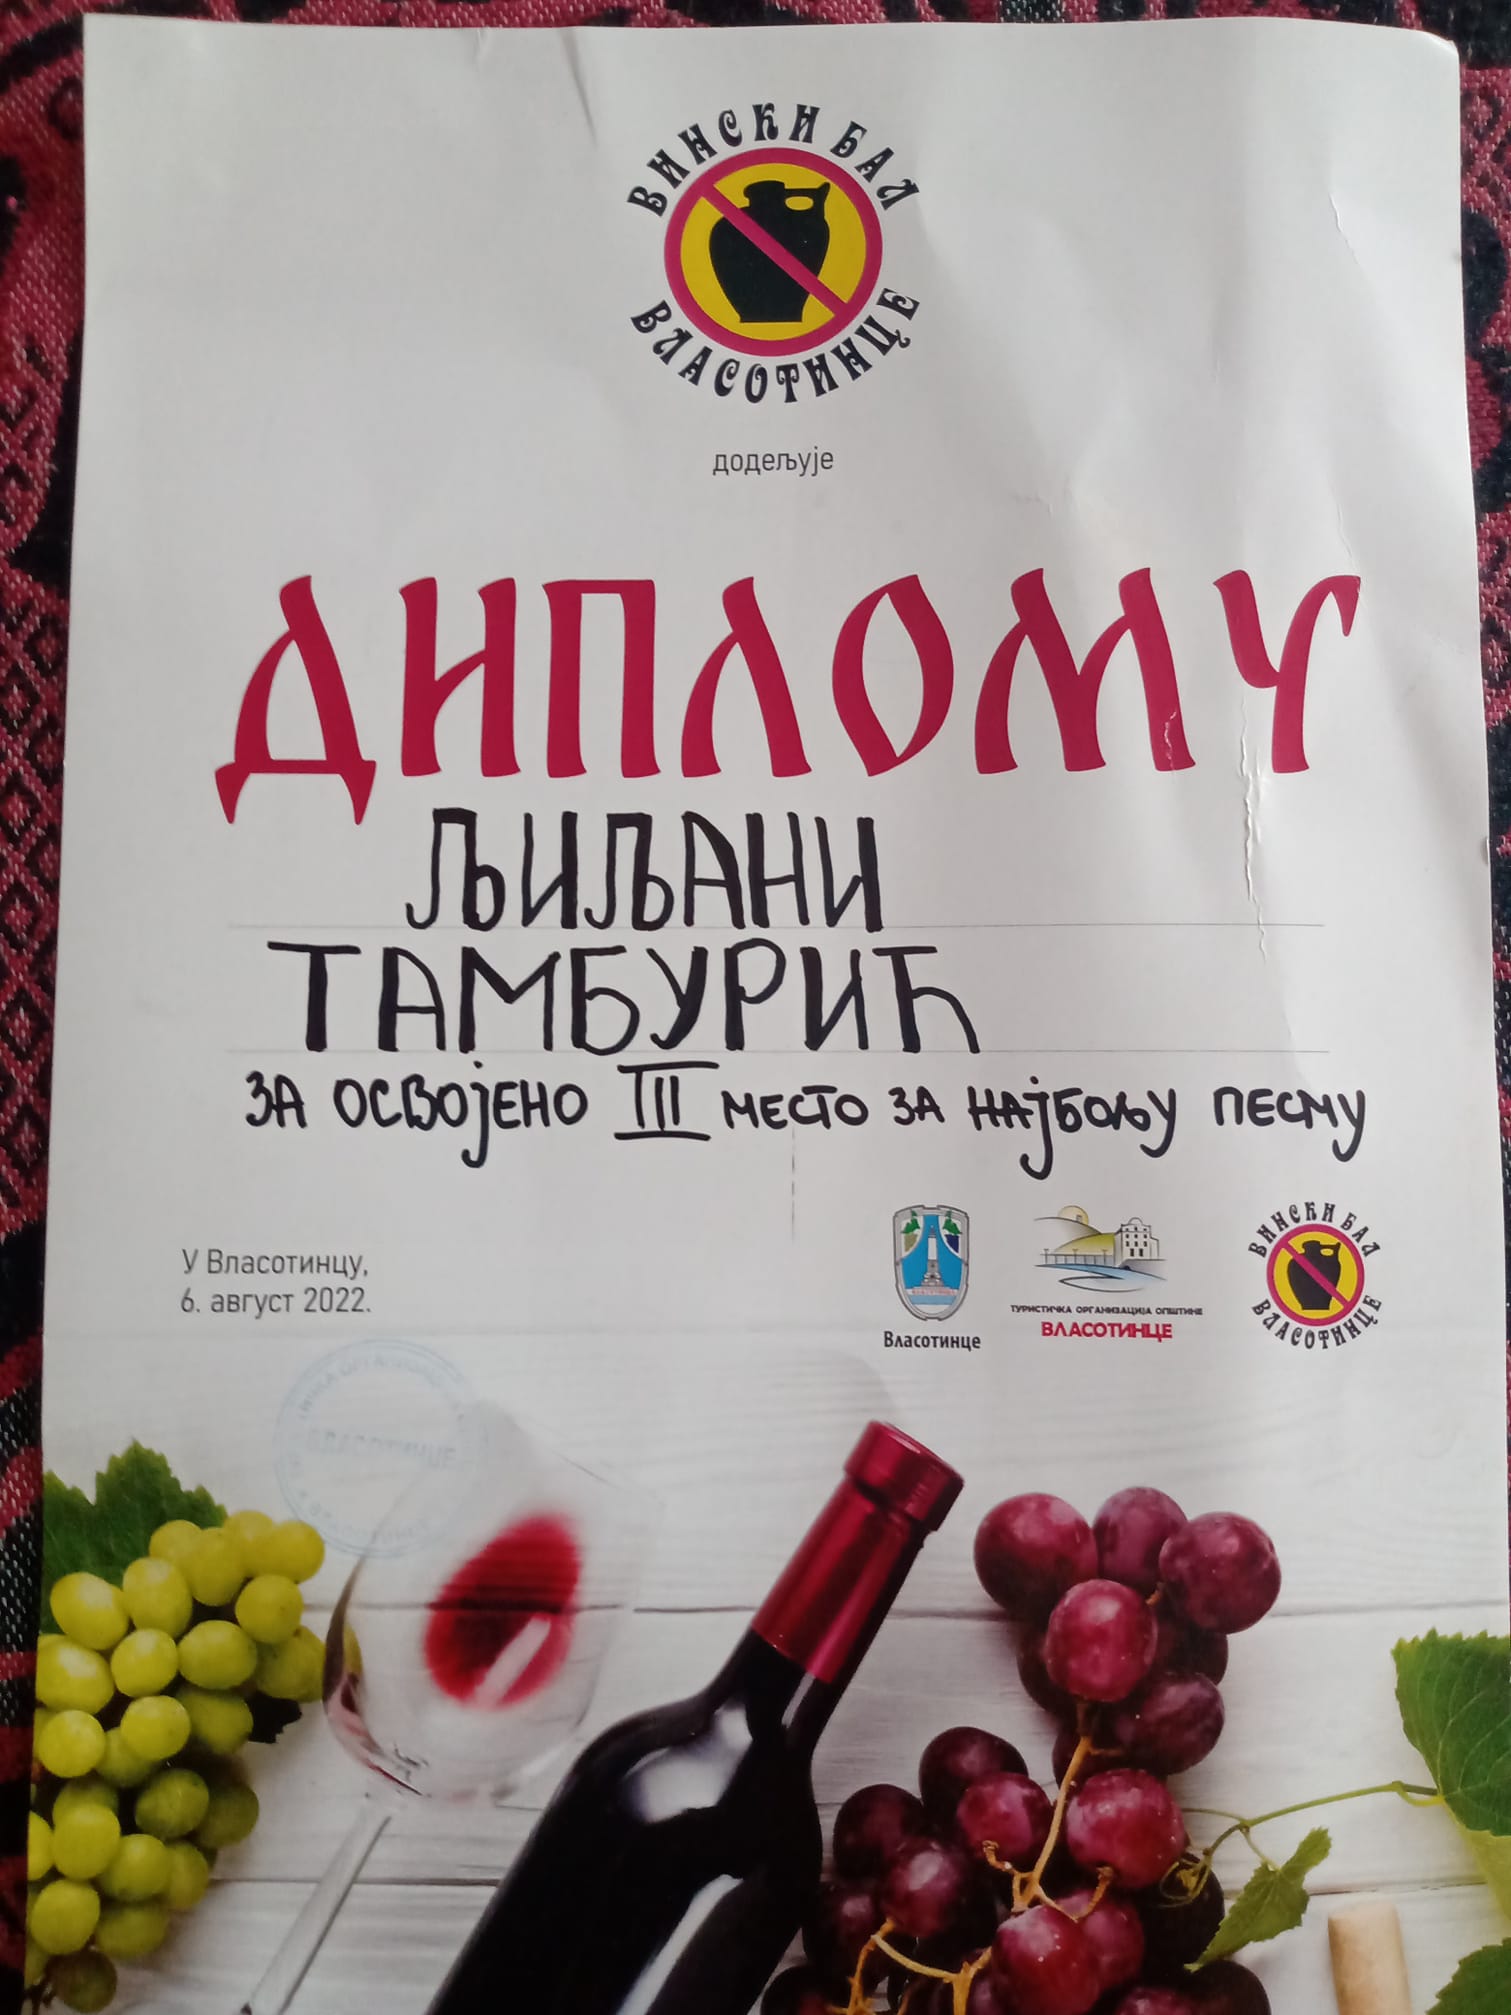 ВИНСКИ БАЛ
ВЛАСОТИНЦЕ
додељује
ДИПЛОМУ
ЉИЉАНИ
ТАМБУРИЋ
ЗА ОСВОЈЕНО III МЕСТО ЗА НАЈБОЉУ ПЕСМУ
У Власотинцу,
6. август 2022.
Власотинце
ТУРИСТИЧКА ОРГАНИЗАЦИЈА ОПШТИНЕ
ВЛАСОТИНЦЕ
ВИНСКИ БАЛ
ВЛАСОТИНЦЕ
ВЛАСОТИНЦЕ